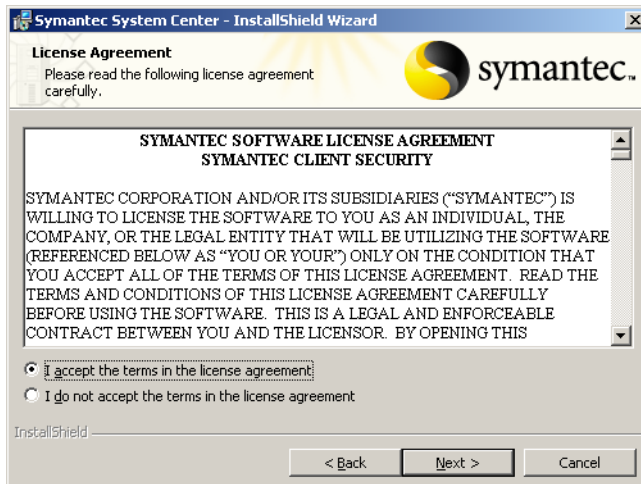 Symantec System Center - InstallShield Wizard
License Agreement
Please read the following license agreement
carefully.
symantec™
SYMANTEC SOFTWARE LICENSE AGREEMENT
SYMANTEC CLIENT SECURITY
SYMANTEC CORPORATION AND/OR ITS SUBSIDIARIES (“SYMANTEC”) IS
WILLING TO LICENSE THE SOFTWARE TO YOU AS AN INDIVIDUAL, THE
COMPANY, OR THE LEGAL ENTITY THAT WILL BE UTILIZING THE SOFTWARE
(REFERENCED BELOW AS “YOU OR YOUR”) ONLY ON THE CONDITION THAT
YOU ACCEPT ALL OF THE TERMS OF THIS LICENSE AGREEMENT. READ THE
TERMS AND CONDITIONS OF THIS LICENSE AGREEMENT CAREFULLY
BEFORE USING THE SOFTWARE. THIS IS A LEGAL AND ENFORCEABLE
CONTRACT BETWEEN YOU AND THE LICENSOR. BY OPENING THIS
I accept the terms in the license agreement
I do not accept the terms in the license agreement
InstallShield
< Back
Next >
Cancel